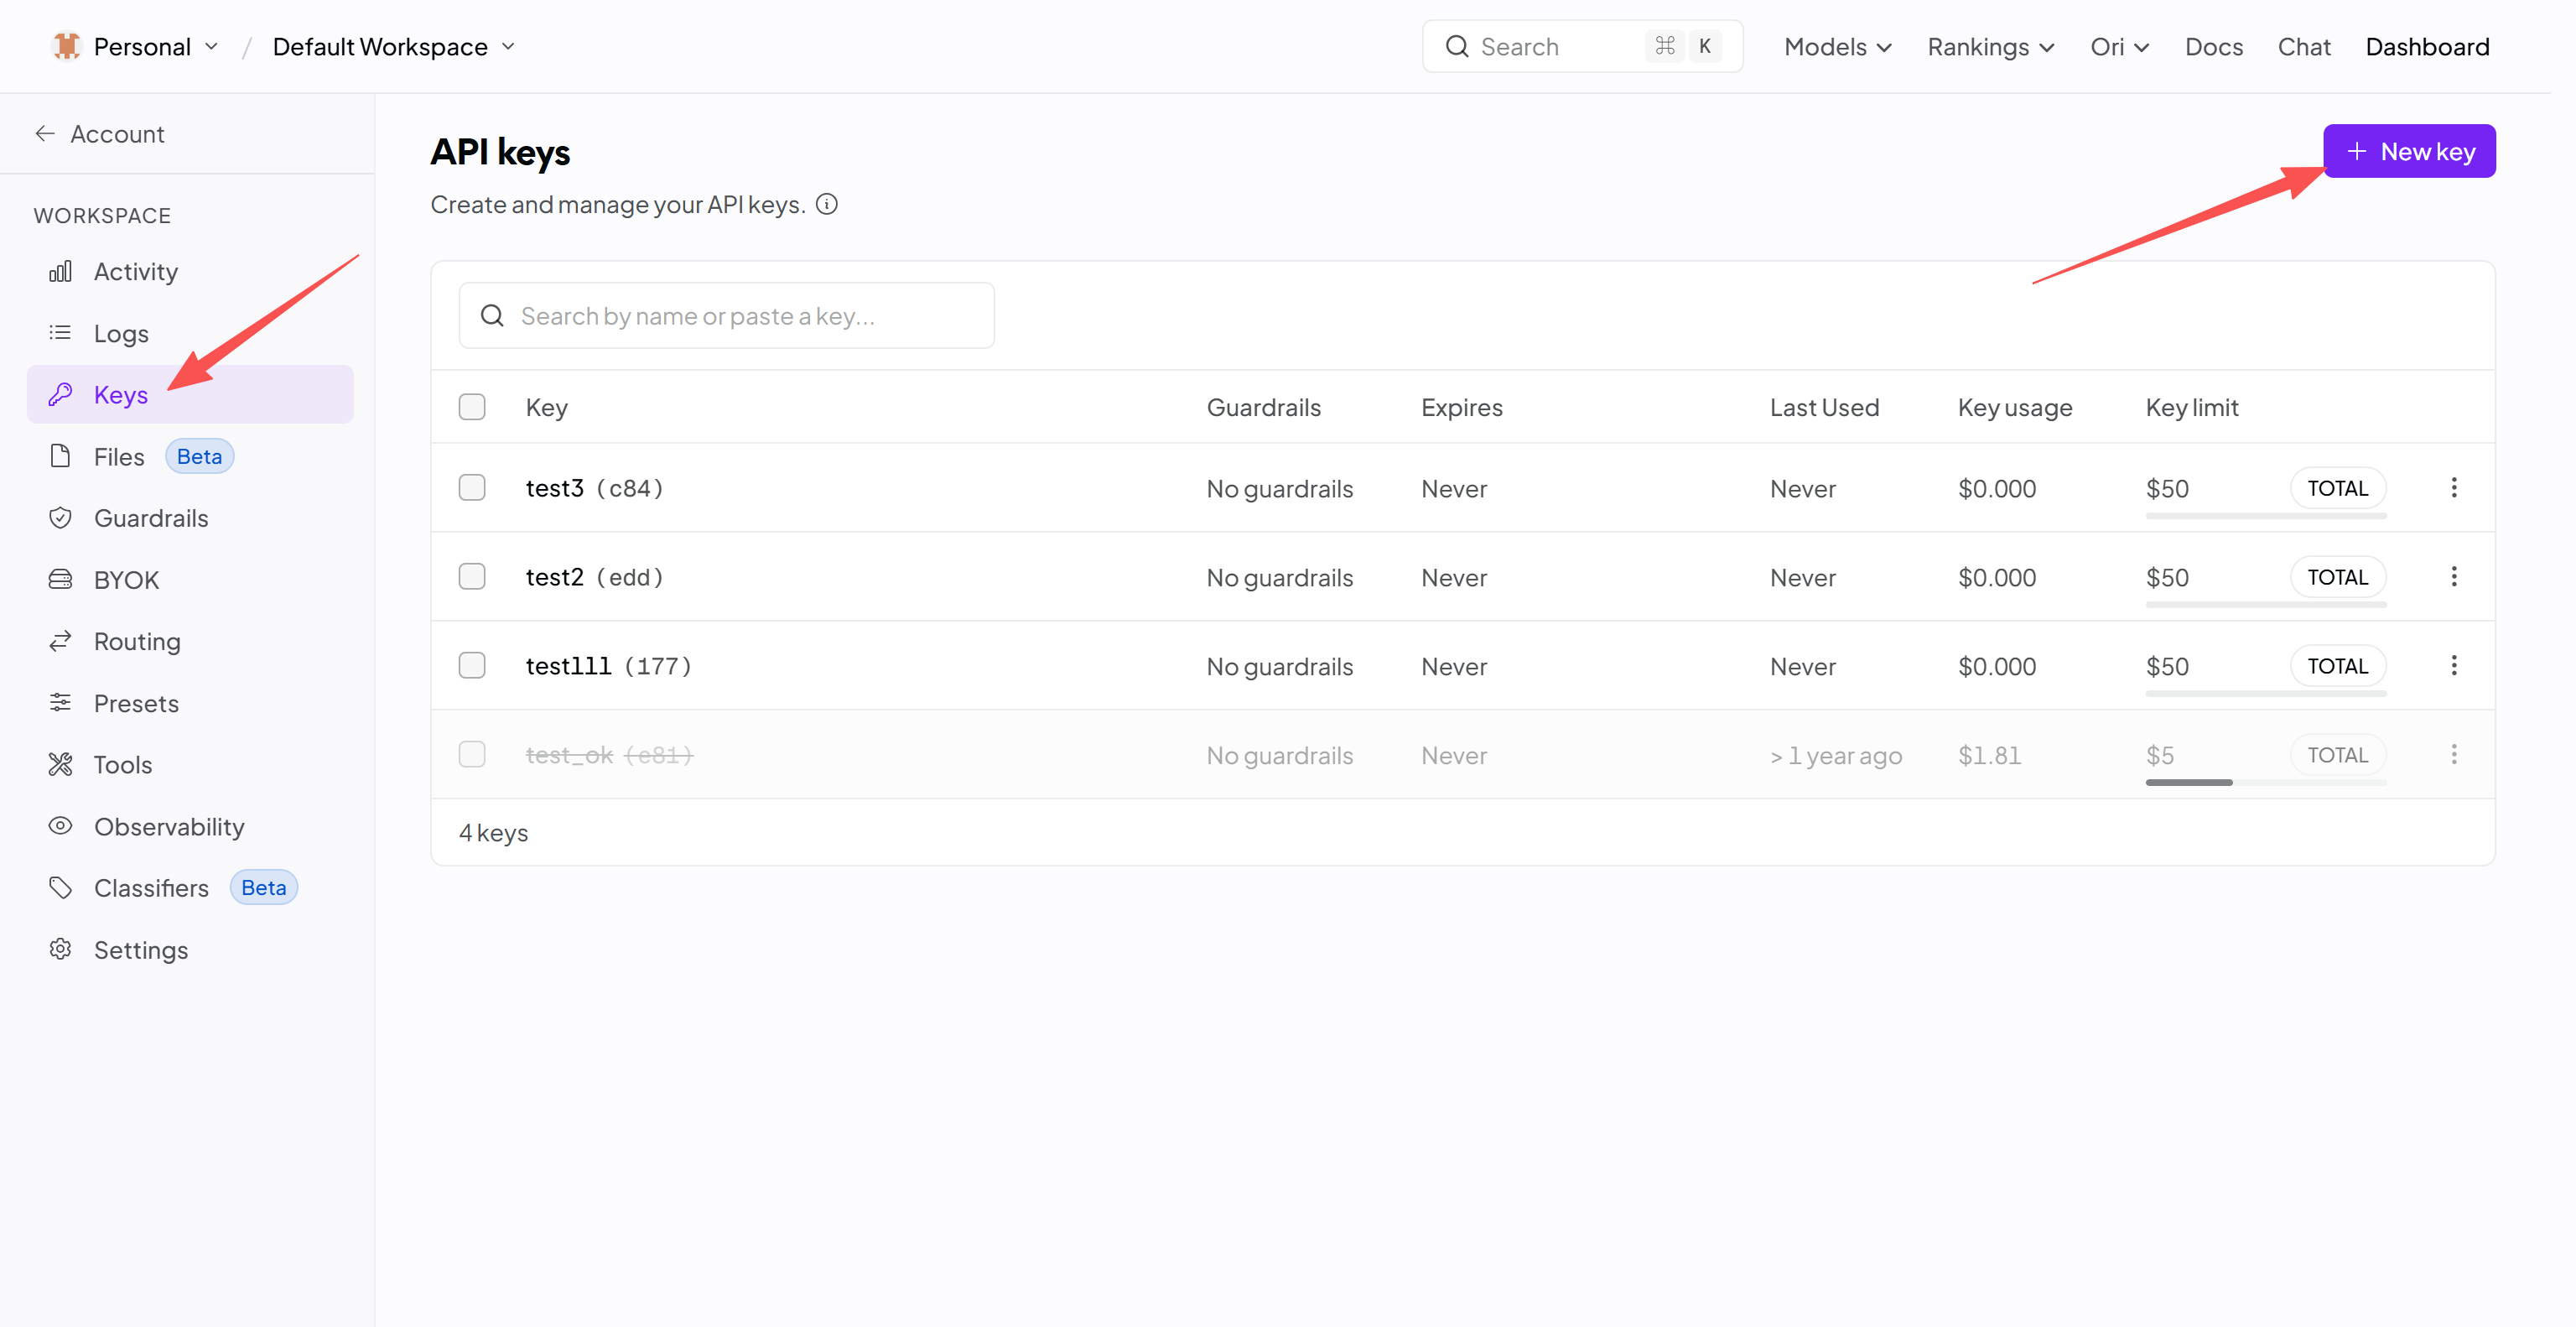 Personal / Default Workspace
Search ⌘ K
Models Rankings Ori Docs Chat Dashboard
← Account
WORKSPACE
Activity
Logs
Keys
Files Beta
Guardrails
BYOK
Routing
Presets
Tools
Observability
Classifiers Beta
Settings
API keys
Create and manage your API keys.
+ New key
Search by name or paste a key...
Key Guardrails Expires Last Used Key usage Key limit
test3 (c84) No guardrails Never Never $0.000 $50 TOTAL
test2 (edd) No guardrails Never Never $0.000 $50 TOTAL
testlll (177) No guardrails Never Never $0.000 $50 TOTAL
test_ok (e81) No guardrails Never > 1 year ago $1.81 $5 TOTAL
4 keys